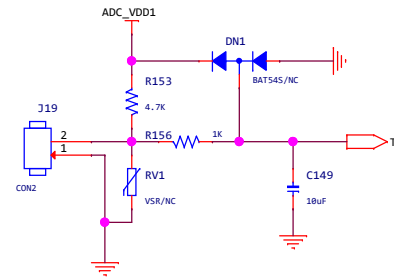 ADC_VDD1
DN1
BAT54S/NC
R153
4.7K
J19
2
1
CON2
R156
1K
T
RV1
VSR/NC
C149
10uF